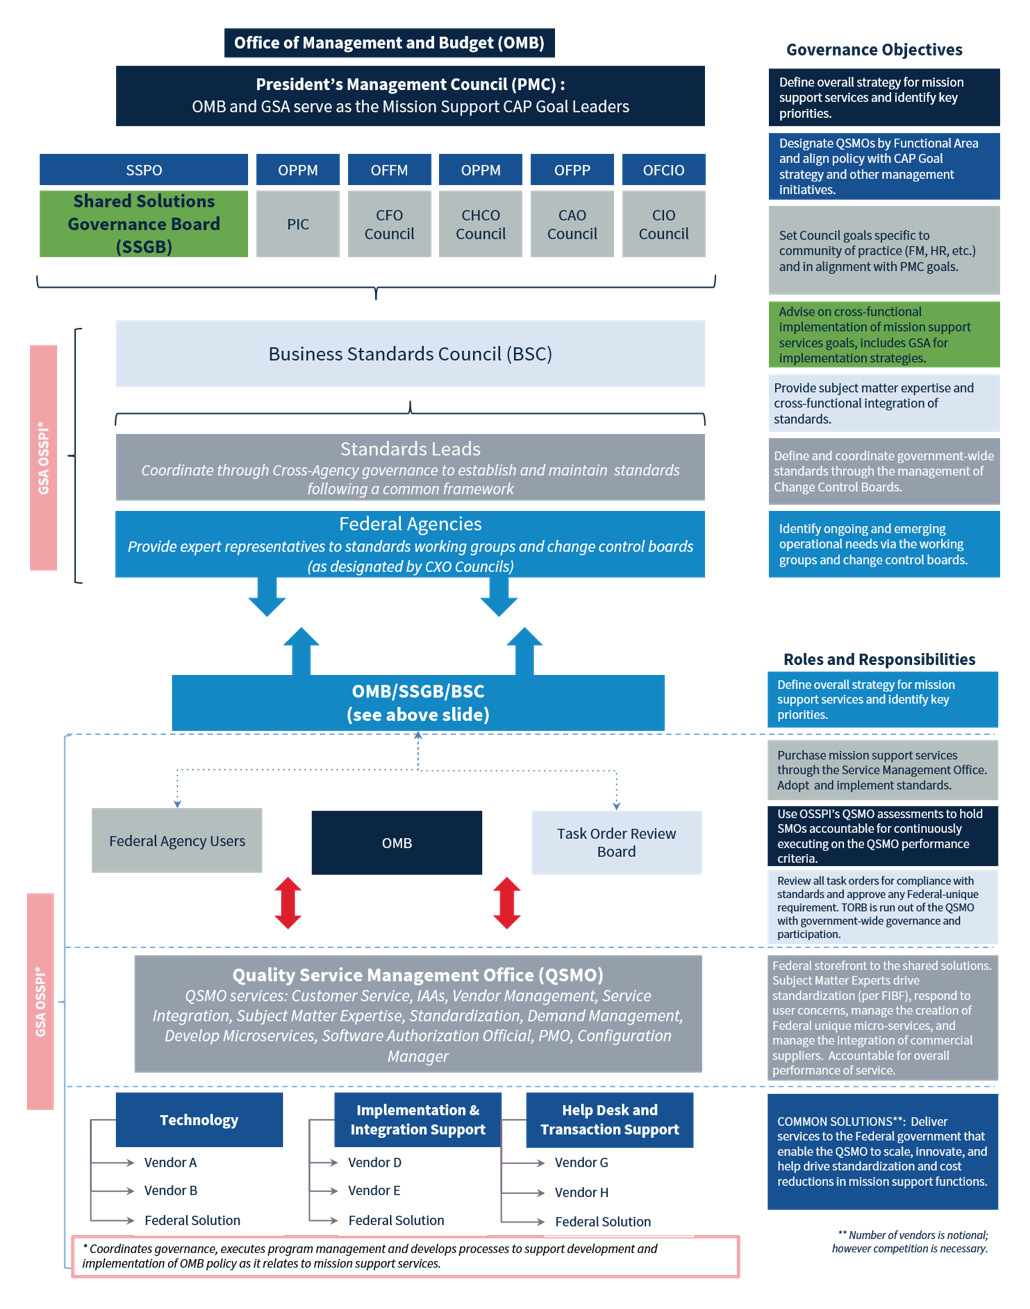 Office of Management and Budget (OMB)
President's Management Council (PMC) :
OMB and GSA serve as the Mission Support CAP Goal Leaders
SSPO
OPPM
OFFM
OPPM
OFPP
OFCIO
Shared Solutions
Governance Board
(SSGB)
PIC
CFO
Council
CHCO
Council
CAO
Council
CIO
Council
Business Standards Council (BSC)
GSA OSSPI*
Standards Leads
Coordinate through Cross-Agency governance to establish and maintain standards
following a common framework
Federal Agencies
Provide expert representatives to standards working groups and change control boards
(as designated by CXO Councils)
Governance Objectives
Define overall strategy for mission
support services and identify key
priorities.
Designate QSMOs by Functional Area
and align policy with CAP Goal
strategy and other management
initiatives.
Set Council goals specific to
community of practice (FM, HR, etc.)
and in alignment with PMC goals.
Advise on cross-functional
implementation of mission support
services goals, includes GSA for
implementation strategies.
Provide subject matter expertise and
cross-functional integration of
standards.
Define and coordinate government-wide
standards through the management of
Change Control Boards.
Identify ongoing and emerging
operational needs via the working
groups and change control boards.
OMB/SSGB/BSC
(see above slide)
Federal Agency Users
OMB
Task Order Review
Board
GSA OSSPI*
Quality Service Management Office (QSMO)
QSMO services: Customer Service, IAAs, Vendor Management, Service
Integration, Subject Matter Expertise, Standardization, Demand Management,
Develop Microservices, Software Authorization Official, PMO, Configuration
Manager
Technology
Vendor A
Vendor B
Federal Solution
Implementation &
Integration Support
Vendor D
Vendor E
Federal Solution
Help Desk and
Transaction Support
Vendor G
Vendor H
Federal Solution
Roles and Responsibilities
Define overall strategy for mission
support services and identify key
priorities.
Purchase mission support services
through the Service Management Office.
Adopt and implement standards.
Use OSSPI's QSMO assessments to hold
SMOs accountable for continuously
executing on the QSMO performance
criteria.
Review all task orders for compliance with
standards and approve any Federal-unique
requirement. TORB is run out of the QSMO
with government-wide governance and
participation.
Federal storefront to the shared solutions.
Subject Matter Experts drive
standardization (per FIBF), respond to
user concerns, manage the creation of
Federal unique micro-services, and
manage the integration of commercial
suppliers. Accountable for overall
performance of service.
COMMON SOLUTIONS**: Deliver
services to the Federal government that
enable the QSMO to scale, innovate, and
help drive standardization and cost
reductions in mission support functions.
** Number of vendors is notional;
however competition is necessary.
* Coordinates governance, executes program management and develops processes to support development and
implementation of OMB policy as it relates to mission support services.